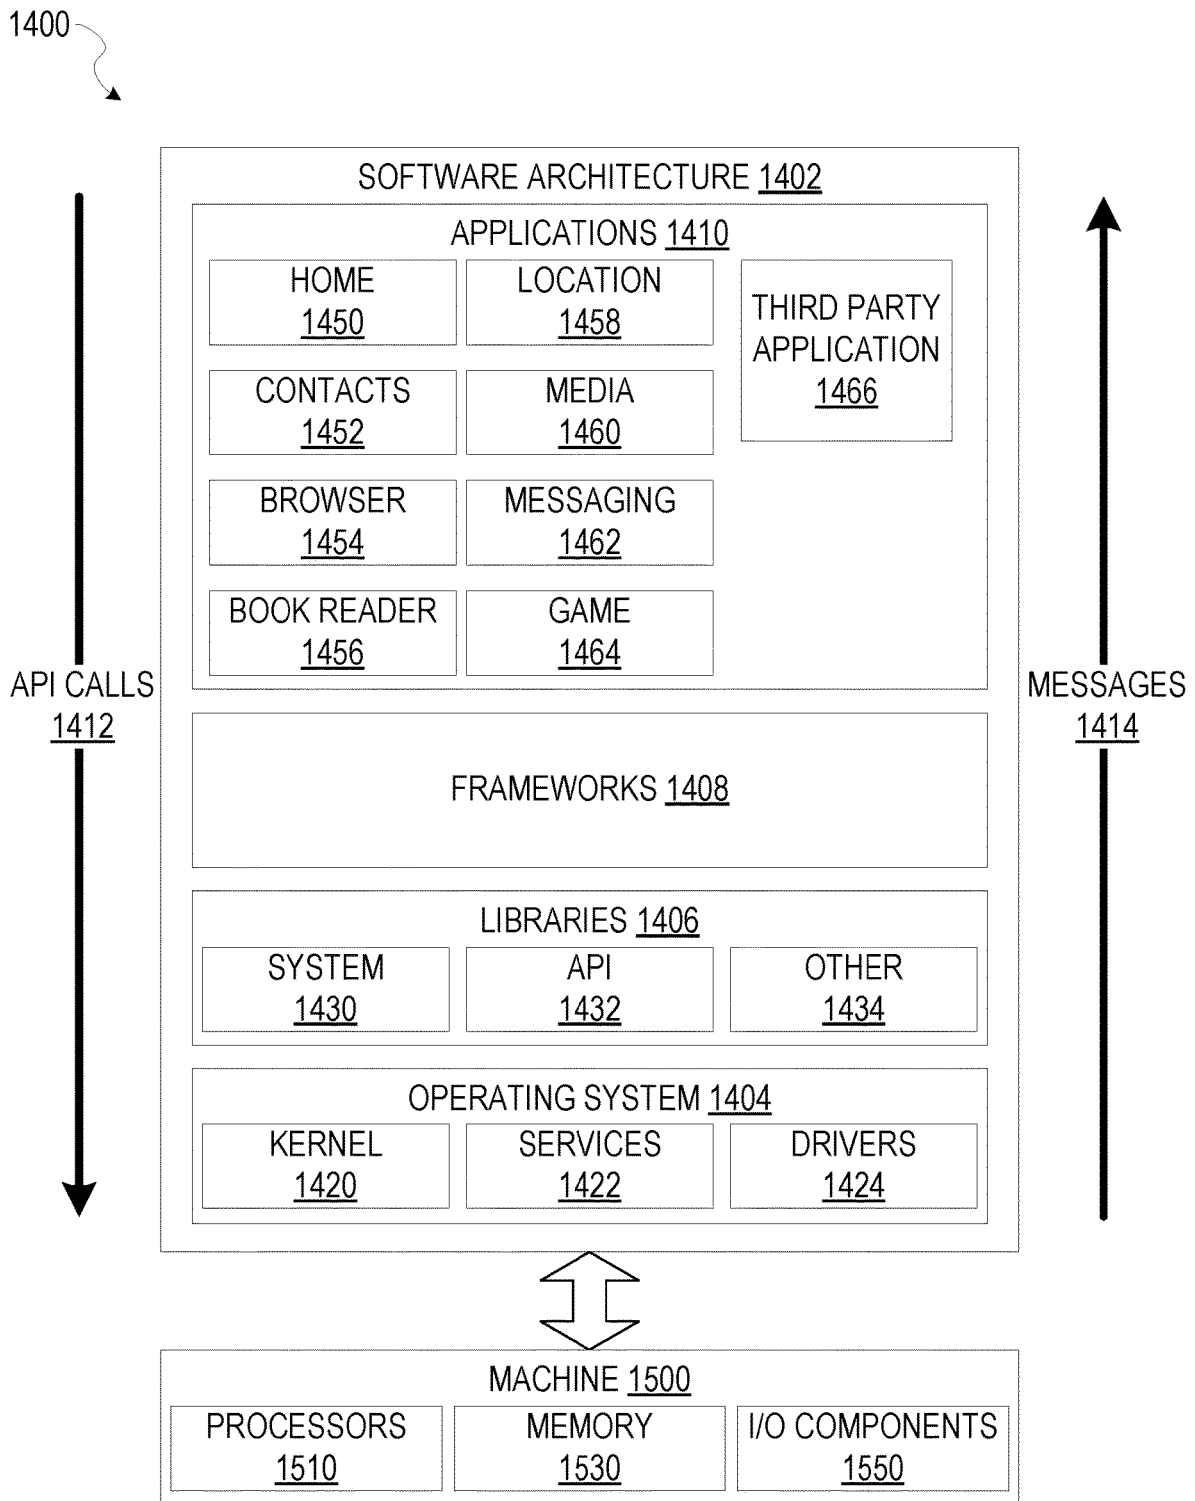 1400
SOFTWARE ARCHITECTURE 1402
APPLICATIONS 1410
HOME
1450
LOCATION
1458
THIRD PARTY
APPLICATION
1466
CONTACTS
1452
MEDIA
1460
BROWSER
1454
MESSAGING
1462
BOOK READER
1456
GAME
1464
API CALLS
1412
MESSAGES
1414
FRAMEWORKS 1408
LIBRARIES 1406
SYSTEM
1430
API
1432
OTHER
1434
OPERATING SYSTEM 1404
KERNEL
1420
SERVICES
1422
DRIVERS
1424
MACHINE 1500
PROCESSORS
1510
MEMORY
1530
I/O COMPONENTS
1550